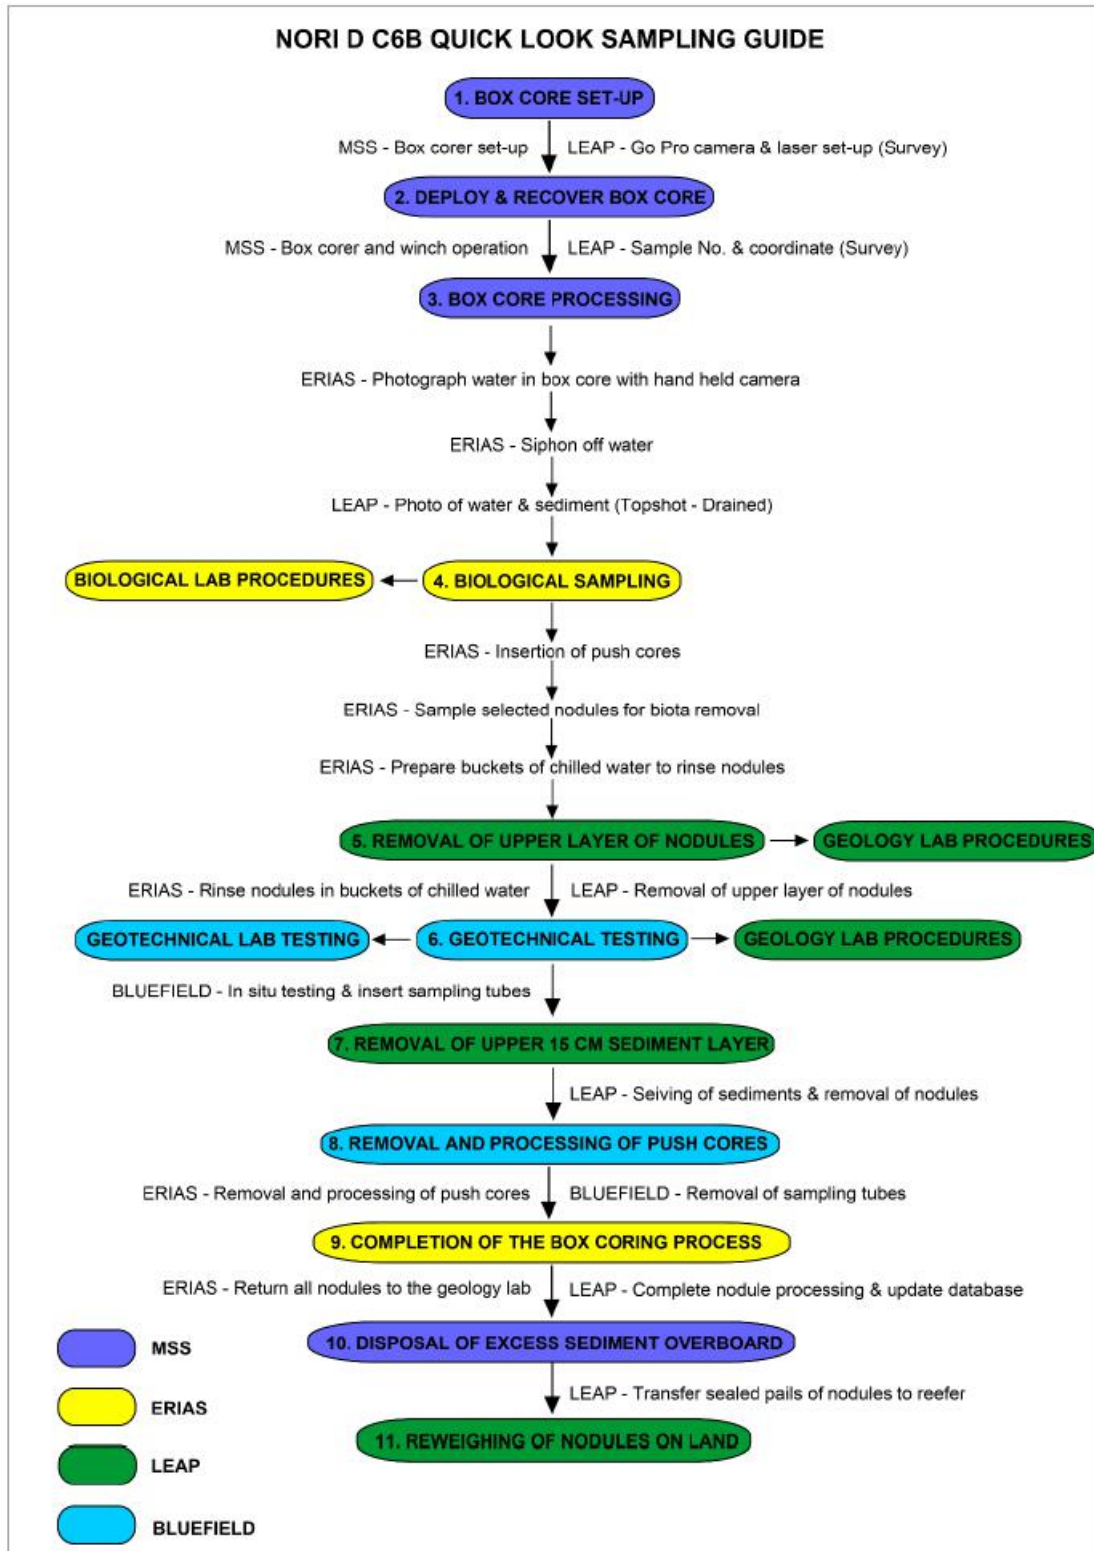 NORI D C6B QUICK LOOK SAMPLING GUIDE
1. BOX CORE SET-UP
MSS - Box corer set-up
LEAP - Go Pro camera & laser set-up (Survey)
2. DEPLOY & RECOVER BOX CORE
MSS - Box corer and winch operation
LEAP - Sample No. & coordinate (Survey)
3. BOX CORE PROCESSING
ERIAS - Photograph water in box core with hand held camera
ERIAS - Siphon off water
LEAP - Photo of water & sediment (Topshot - Drained)
BIOLOGICAL LAB PROCEDURES
4. BIOLOGICAL SAMPLING
ERIAS - Insertion of push cores
ERIAS - Sample selected nodules for biota removal
ERIAS - Prepare buckets of chilled water to rinse nodules
5. REMOVAL OF UPPER LAYER OF NODULES
GEOLOGY LAB PROCEDURES
ERIAS - Rinse nodules in buckets of chilled water
LEAP - Removal of upper layer of nodules
GEOTECHNICAL LAB TESTING
6. GEOTECHNICAL TESTING
GEOLOGY LAB PROCEDURES
BLUEFIELD - In situ testing & insert sampling tubes
7. REMOVAL OF UPPER 15 CM SEDIMENT LAYER
LEAP - Seiving of sediments & removal of nodules
8. REMOVAL AND PROCESSING OF PUSH CORES
ERIAS - Removal and processing of push cores
BLUEFIELD - Removal of sampling tubes
9. COMPLETION OF THE BOX CORING PROCESS
ERIAS - Return all nodules to the geology lab
LEAP - Complete nodule processing & update database
10. DISPOSAL OF EXCESS SEDIMENT OVERBOARD
LEAP - Transfer sealed pails of nodules to reefer
11. REWEIGHING OF NODULES ON LAND
MSS
ERIAS
LEAP
BLUEFIELD